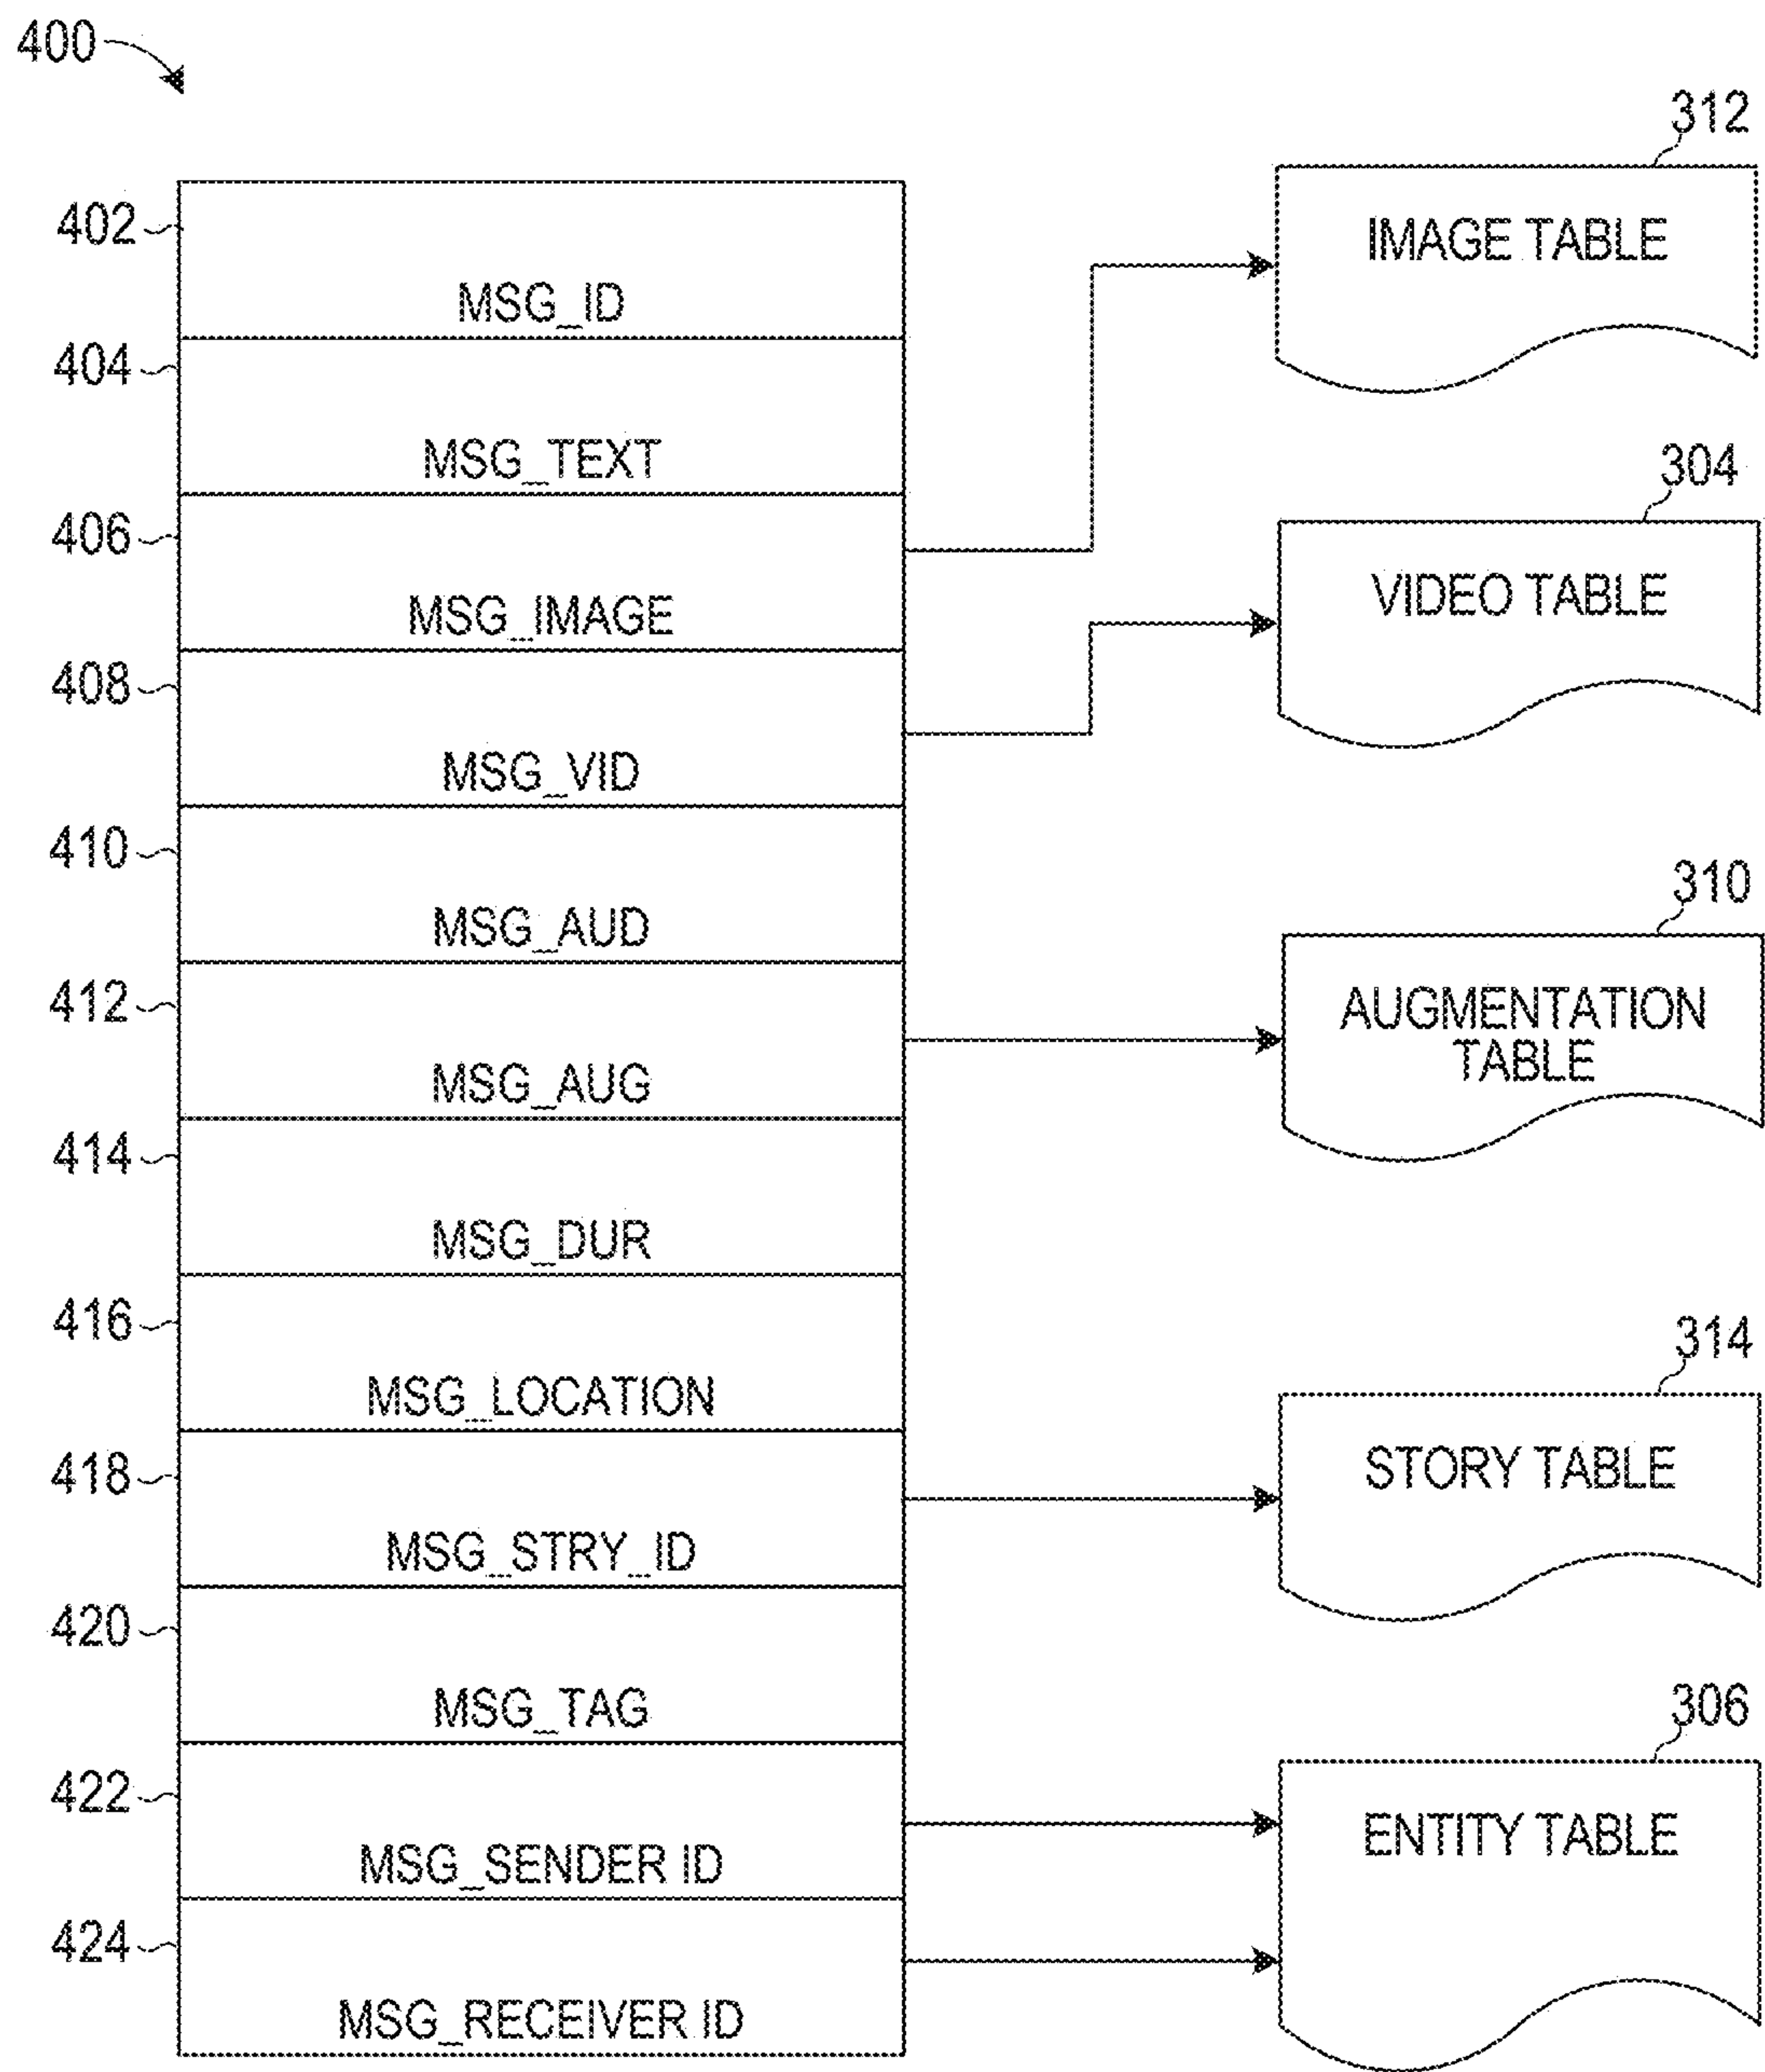 400
402
MSG_ID
404
MSG_TEXT
406
MSG_IMAGE
408
MSG_VID
410
MSG_AUD
412
MSG_AUG
414
MSG_DUR
416
MSG_LOCATION
418
MSG_STRY_ID
420
MSG_TAG
422
MSG_SENDER ID
424
MSG_RECEIVER ID
312
IMAGE TABLE
304
VIDEO TABLE
310
AUGMENTATION
TABLE
314
STORY TABLE
306
ENTITY TABLE